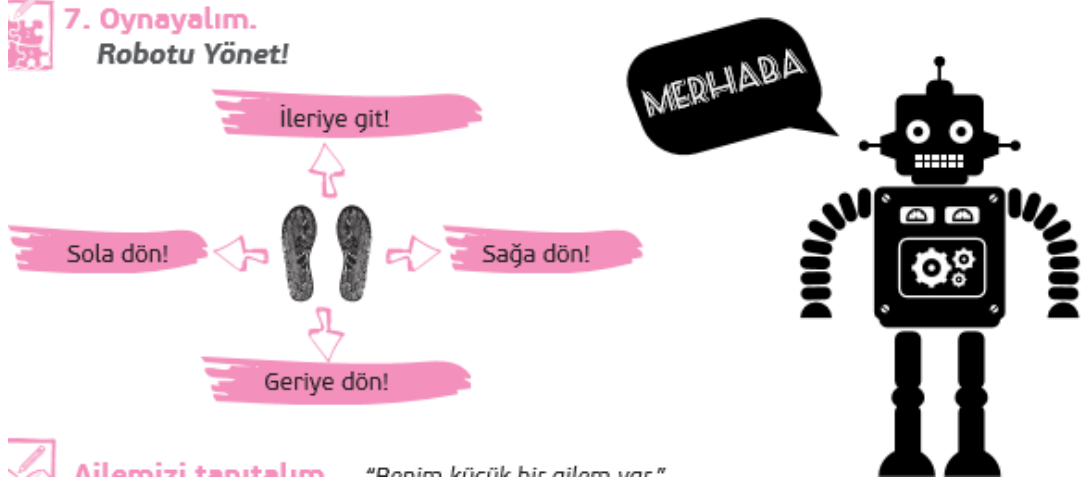 7. Oynayalım.
Robotu Yönet!
MERHABA
İleriye git!
Sola dön!
Sağa dön!
Geriye dön!
Ailemizi tanıtalım. "Benim küçük bir ailem var."